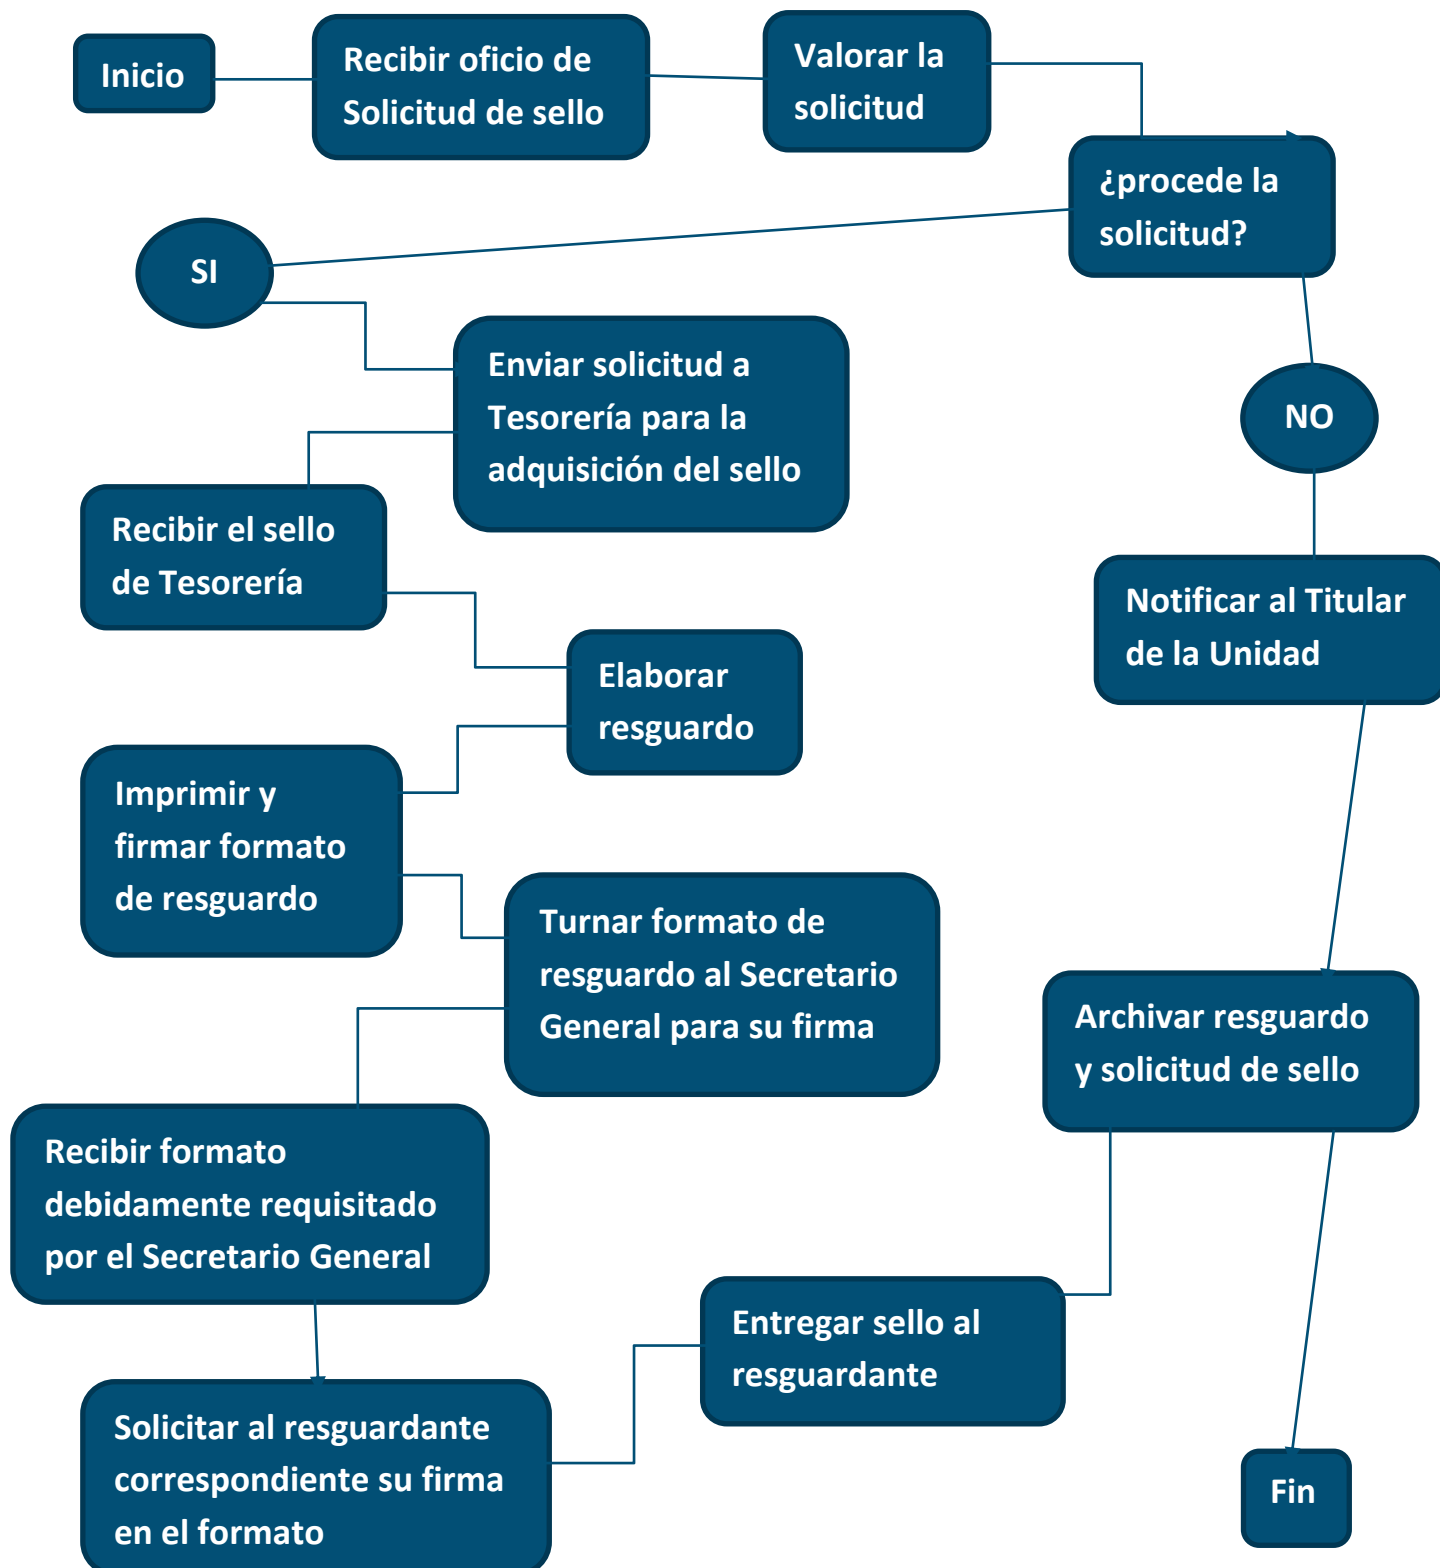 Inicio
Recibir oficio de
Solicitud de sello
Valorar la
solicitud
¿procede la
solicitud?
SI
NO
Enviar solicitud a
Tesorería para la
adquisición del sello
Recibir el sello
de Tesorería
Notificar al Titular
de la Unidad
Elaborar
resguardo
Imprimir y
firmar formato
de resguardo
Turnar formato de
resguardo al Secretario
General para su firma
Archivar resguardo
y solicitud de sello
Recibir formato
debidamente requisitado
por el Secretario General
Entregar sello al
resguardante
Solicitar al resguardante
correspondiente su firma
en el formato
Fin